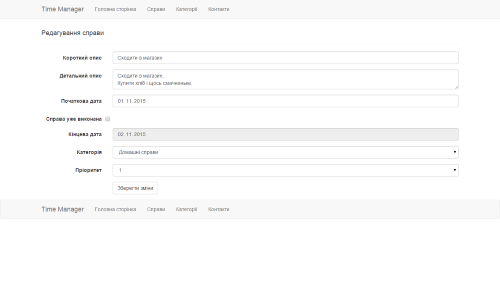 Time Manager Головна сторінка Справи Категорії Контакти
Редагування справи
Короткий опис Сходити в магазин
Детальний опис Сходити в магазин
Купити хліб і щось смачненьке
Початкова дата 01.11.2015
Справа уже виконана
Кінцева дата 02.11.2015
Категорія Домашні справи
Пріоритет 1
Зберегти зміни
Time Manager Головна сторінка Справи Категорії Контакти